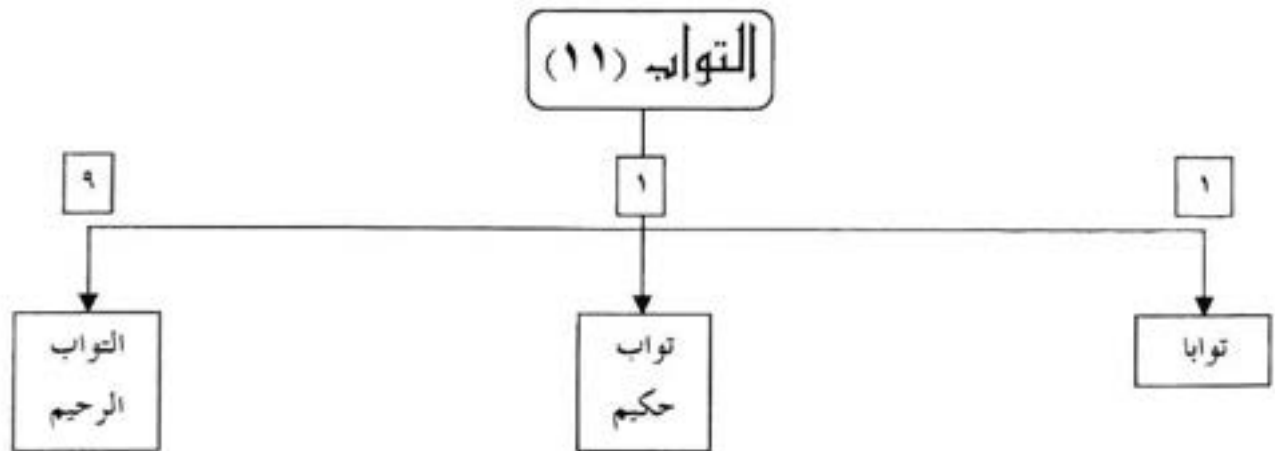 التواب (١١)
١
١
٩
توابا
تواب
حكيم
التواب
الرحيم